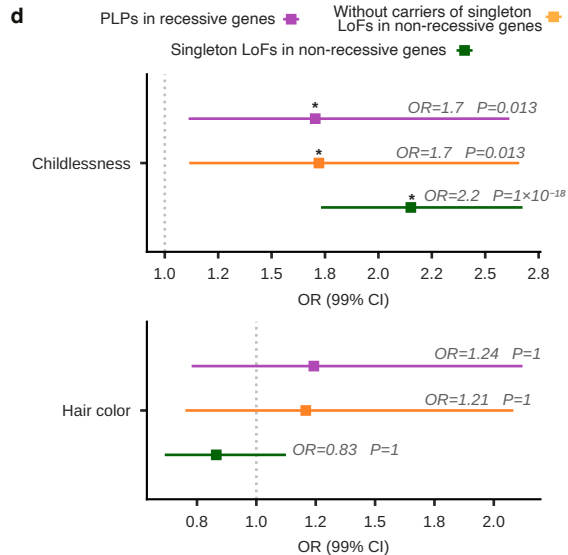 d
PLPs in recessive genes
Without carriers of singleton
LoFs in non-recessive genes
Singleton LoFs in non-recessive genes
Childlessness
*
OR=1.7 P=0.013
*
OR=1.7 P=0.013
*
OR=2.2 P=1×10⁻¹⁸
1.0 1.2 1.5 1.8 2.0 2.2 2.5 2.8
OR (99% CI)
Hair color
OR=1.24 P=1
OR=1.21 P=1
OR=0.83 P=1
0.8 1.0 1.2 1.5 1.8 2.0
OR (99% CI)